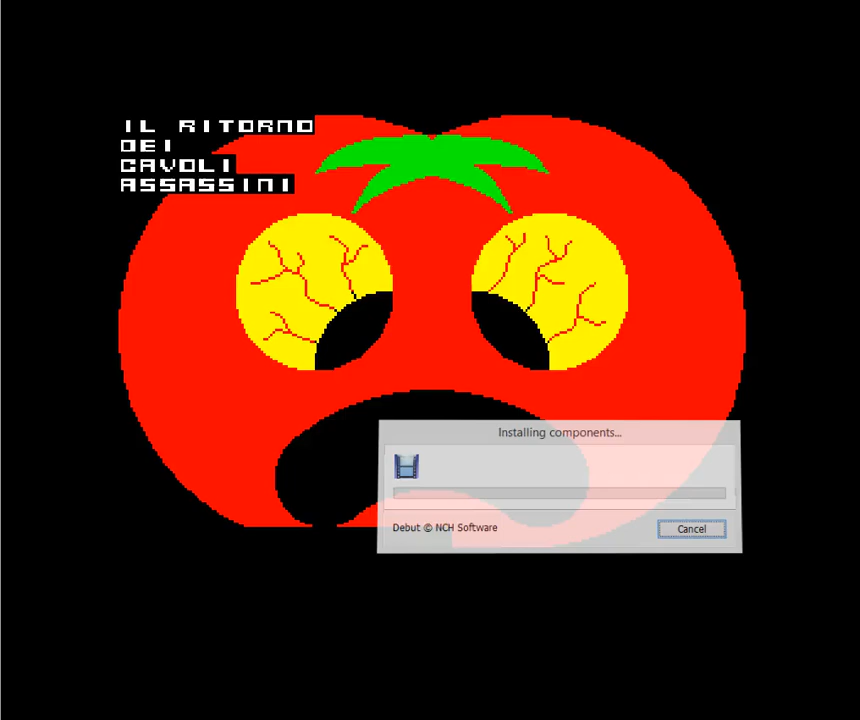 IL RITORNO
DEI
CAVOLI
ASSASSINI
Installing components...
Debut © NCH Software
Cancel